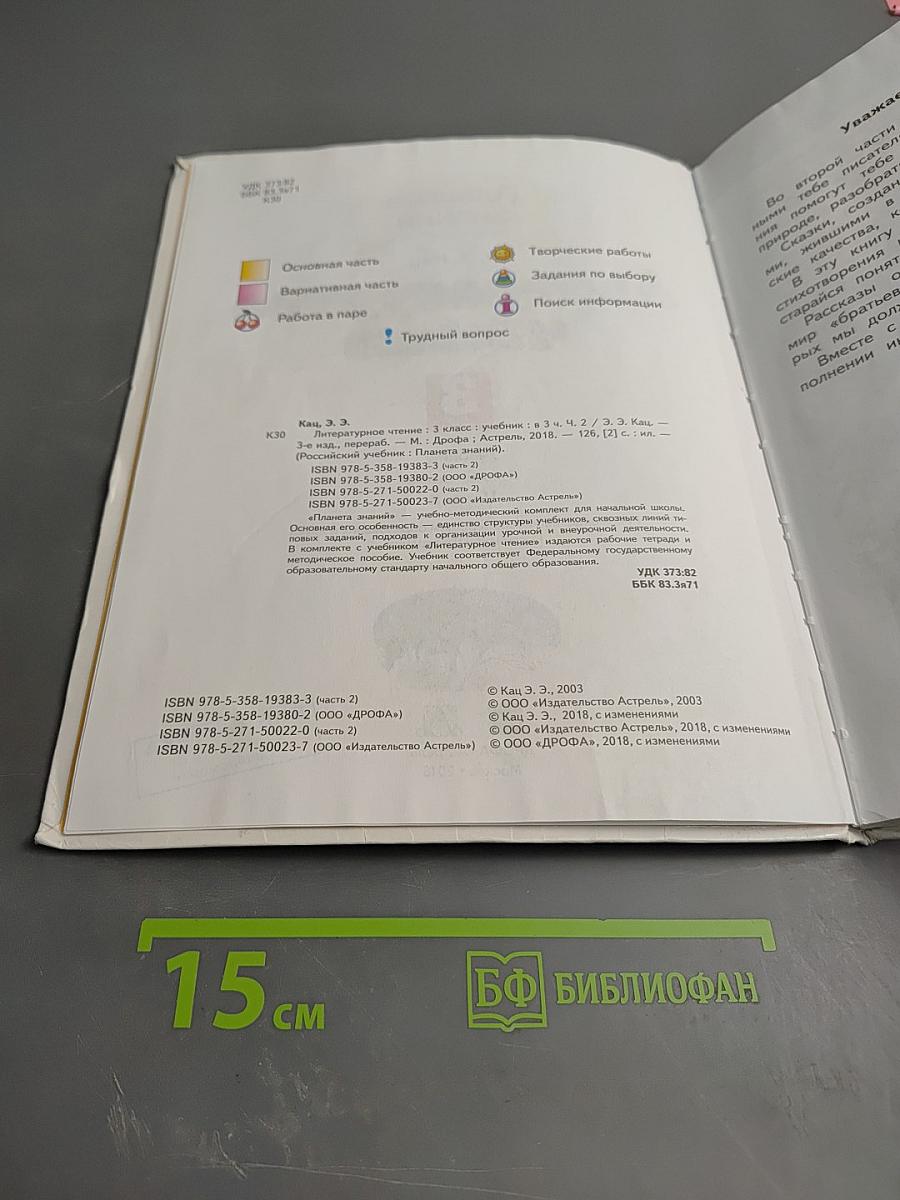 УДК 373:82
ББК 83.3я71
К30
Основная часть
Вариативная часть
Работа в паре
Творческие работы
Задания по выбору
Поиск информации
Трудный вопрос
Кац, Э. Э.
К30 Литературное чтение : 3 класс : учебник : в 3 ч. Ч. 2 / Э. Э. Кац. —
3-е изд., перераб. — М. : Дрофа ; Астрель, 2018. — 126, [2] с. : ил. —
(Российский учебник : Планета знаний).
ISBN 978-5-358-19383-3 (часть 2)
ISBN 978-5-358-19380-2 (ООО «ДРОФА»)
ISBN 978-5-271-50022-0 (часть 2)
ISBN 978-5-271-50023-7 (ООО «Издательство Астрель»)
«Планета знаний» — учебно-методический комплект для начальной школы.
Основная его особенность — единство структуры учебников, сквозных линий ти-
повых заданий, подходов к организации урочной и внеурочной деятельности.
В комплекте с учебником «Литературное чтение» издаются рабочие тетради и
методическое пособие. Учебник соответствует Федеральному государственному
образовательному стандарту начального общего образования.
УДК 373:82
ББК 83.3я71
ISBN 978-5-358-19383-3 (часть 2)
ISBN 978-5-358-19380-2 (ООО «ДРОФА»)
ISBN 978-5-271-50022-0 (часть 2)
ISBN 978-5-271-50023-7 (ООО «Издательство Астрель»)
© Кац Э. Э., 2003
© ООО «Издательство Астрель», 2003
© Кац Э. Э., 2018, с изменениями
© ООО «Издательство Астрель», 2018, с изменениями
© ООО «ДРОФА», 2018, с изменениями
Уважае
Во второй части
ными тебе писател
ния помогут тебе
природе, разобрат
Сказки, создан
ми, жившими в
ские качества, к
В эту книгу
стихотворения
старайся понят
Рассказы о
мир «братьев
рых мы долж
Вместе с
полнении ин
15 см
БФ БИБЛИОФАН